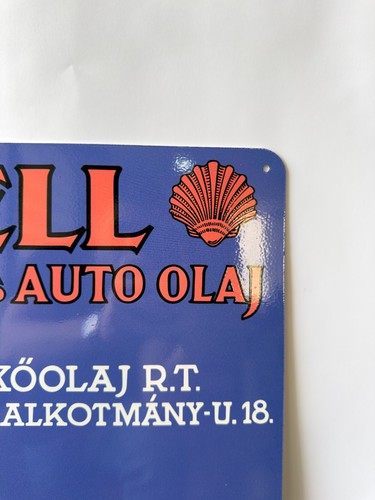 ELL
s AUTO OLAJ
KŐOLAJ R.T.
ALKOTMÁNY-U. 18.